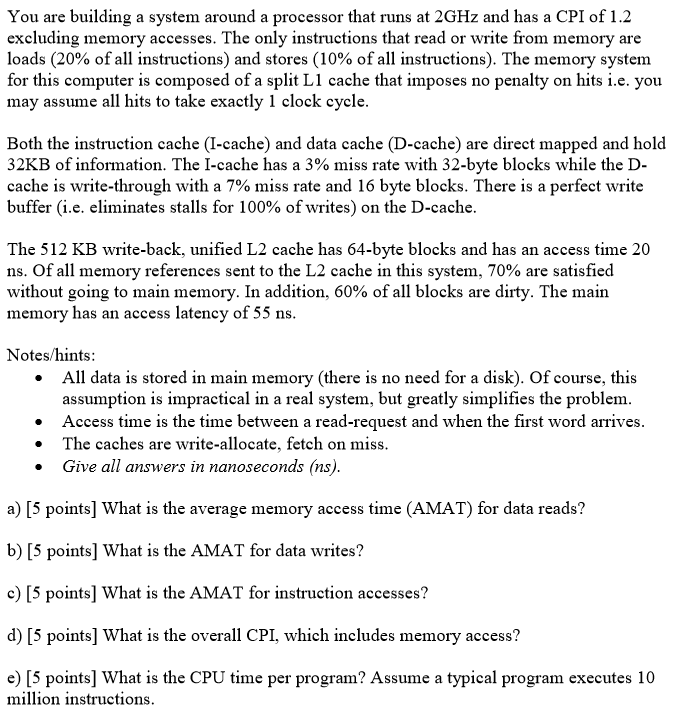 You are building a system around a processor that runs at 2GHz and has a CPI of 1.2
excluding memory accesses. The only instructions that read or write from memory are
loads (20% of all instructions) and stores (10% of all instructions). The memory system
for this computer is composed of a split L1 cache that imposes no penalty on hits i.e. you
may assume all hits to take exactly 1 clock cycle.
Both the instruction cache (I-cache) and data cache (D-cache) are direct mapped and hold
32KB of information. The I-cache has a 3% miss rate with 32-byte blocks while the D-
cache is write-through with a 7% miss rate and 16 byte blocks. There is a perfect write
buffer (i.e. eliminates stalls for 100% of writes) on the D-cache.
The 512 KB write-back, unified L2 cache has 64-byte blocks and has an access time 20
ns. Of all memory references sent to the L2 cache in this system, 70% are satisfied
without going to main memory. In addition, 60% of all blocks are dirty. The main
memory has an access latency of 55 ns.
Notes/hints:
• All data is stored in main memory (there is no need for a disk). Of course, this
assumption is impractical in a real system, but greatly simplifies the problem.
• Access time is the time between a read-request and when the first word arrives.
• The caches are write-allocate, fetch on miss.
• Give all answers in nanoseconds (ns).
a) [5 points] What is the average memory access time (AMAT) for data reads?
b) [5 points] What is the AMAT for data writes?
c) [5 points] What is the AMAT for instruction accesses?
d) [5 points] What is the overall CPI, which includes memory access?
e) [5 points] What is the CPU time per program? Assume a typical program executes 10
million instructions.